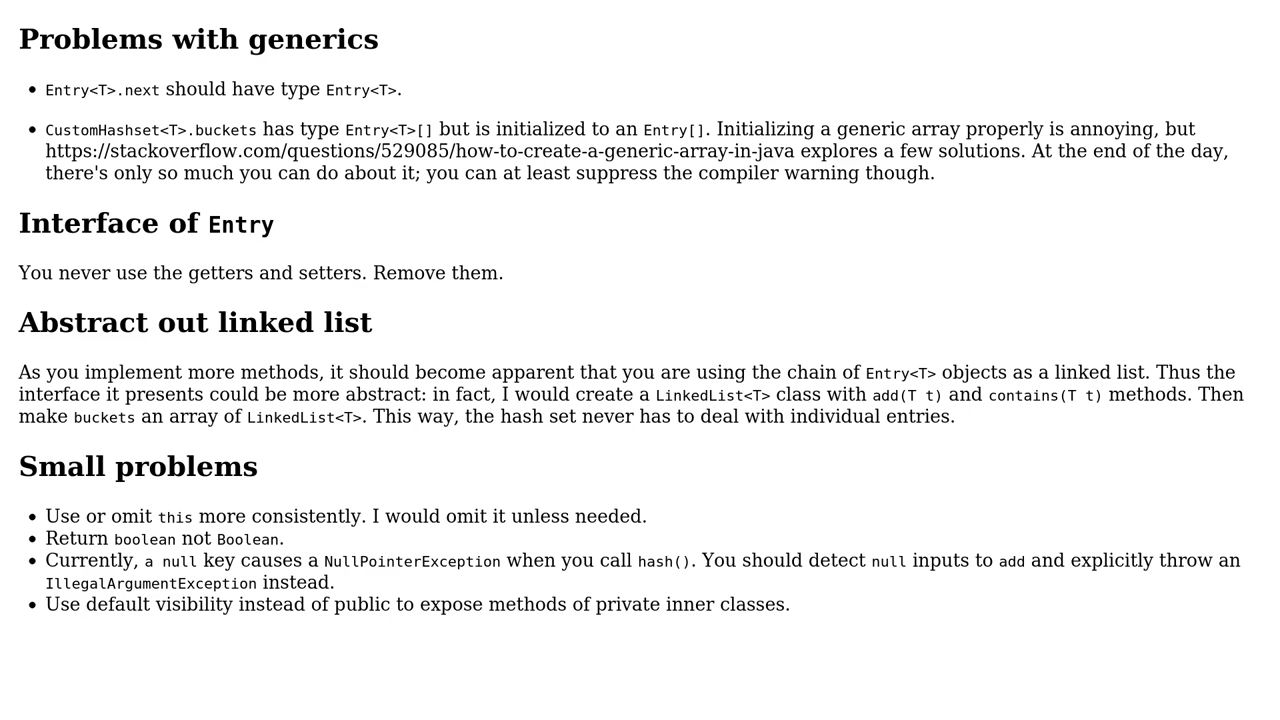 Problems with generics
• Entry<T>.next should have type Entry<T>.
• CustomHashset<T>.buckets has type Entry<T>[] but is initialized to an Entry[]. Initializing a generic array properly is annoying, but
https://stackoverflow.com/questions/529085/how-to-create-a-generic-array-in-java explores a few solutions. At the end of the day,
there's only so much you can do about it; you can at least suppress the compiler warning though.
Interface of Entry
You never use the getters and setters. Remove them.
Abstract out linked list
As you implement more methods, it should become apparent that you are using the chain of Entry<T> objects as a linked list. Thus the
interface it presents could be more abstract: in fact, I would create a LinkedList<T> class with add(T t) and contains(T t) methods. Then
make buckets an array of LinkedList<T>. This way, the hash set never has to deal with individual entries.
Small problems
• Use or omit this more consistently. I would omit it unless needed.
• Return boolean not Boolean.
• Currently, a null key causes a NullPointerException when you call hash(). You should detect null inputs to add and explicitly throw an
IllegalArgumentException instead.
• Use default visibility instead of public to expose methods of private inner classes.